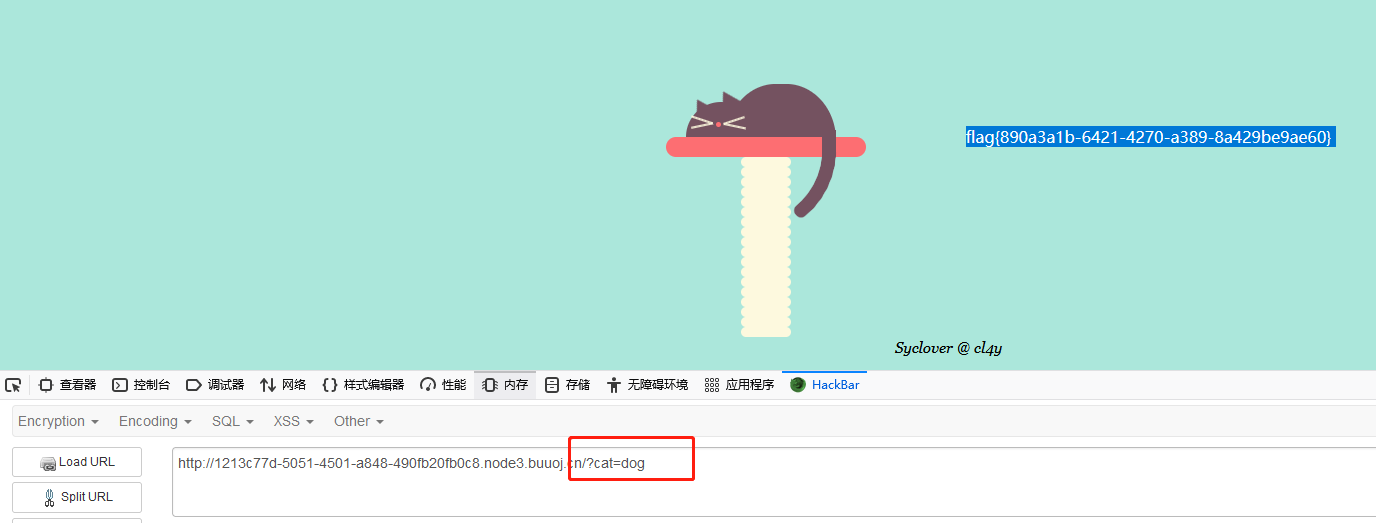 flag{890a3a1b-6421-4270-a389-8a429be9ae60}
Syclover @ cl4y
查看器 控制台 调试器 网络 样式编辑器 性能 内存 存储 无障碍环境 应用程序 HackBar
Encryption Encoding SQL XSS Other
Load URL
http://1213c77d-5051-4501-a848-490fb20fb0c8.node3.buuoj.cn/?cat=dog
Split URL